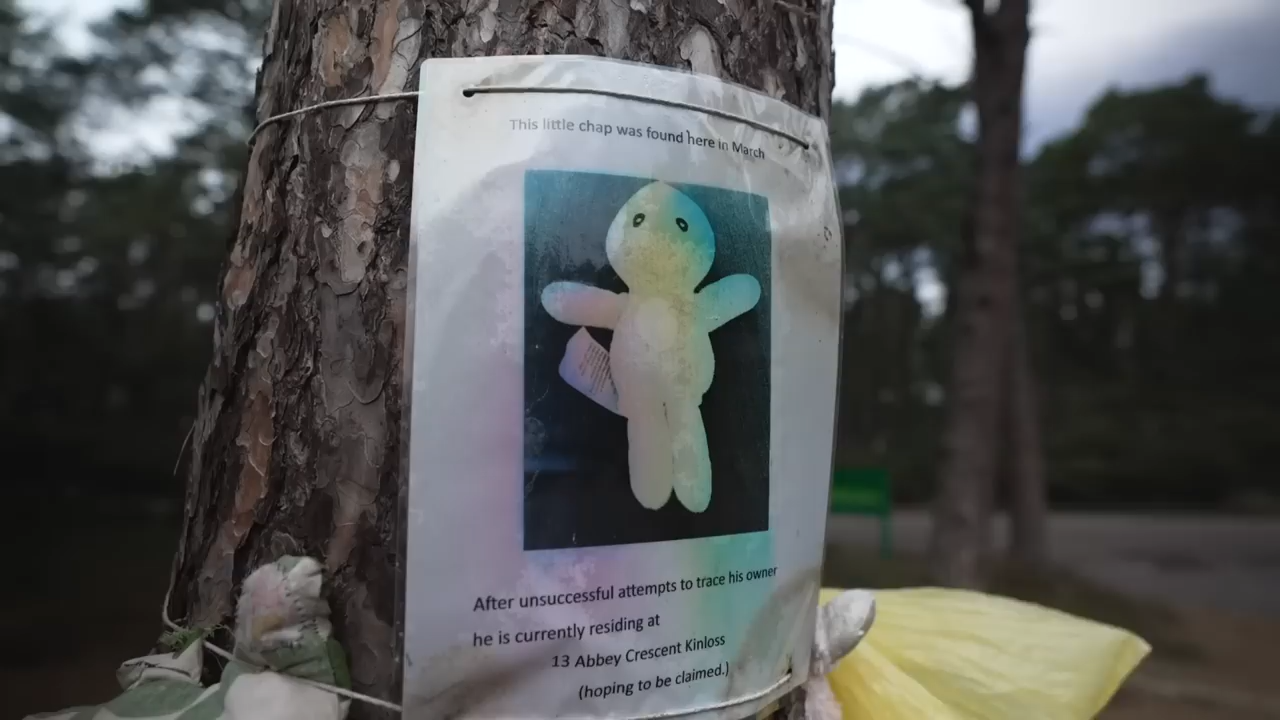 This little chap was found here in March
After unsuccessful attempts to trace his owner
he is currently residing at
13 Abbey Crescent Kinloss
(hoping to be claimed.)